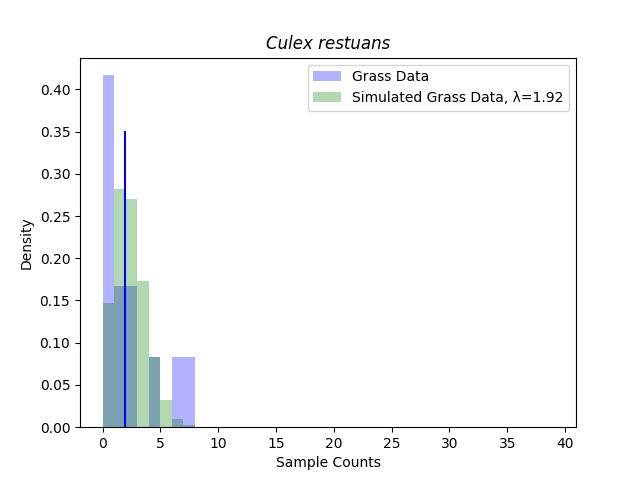 Culex restuans
Grass Data
Simulated Grass Data, λ=1.92
0.40
0.35
0.30
0.25
0.20
0.15
0.10
0.05
0.00
Density
0 5 10 15 20 25 30 35 40
Sample Counts